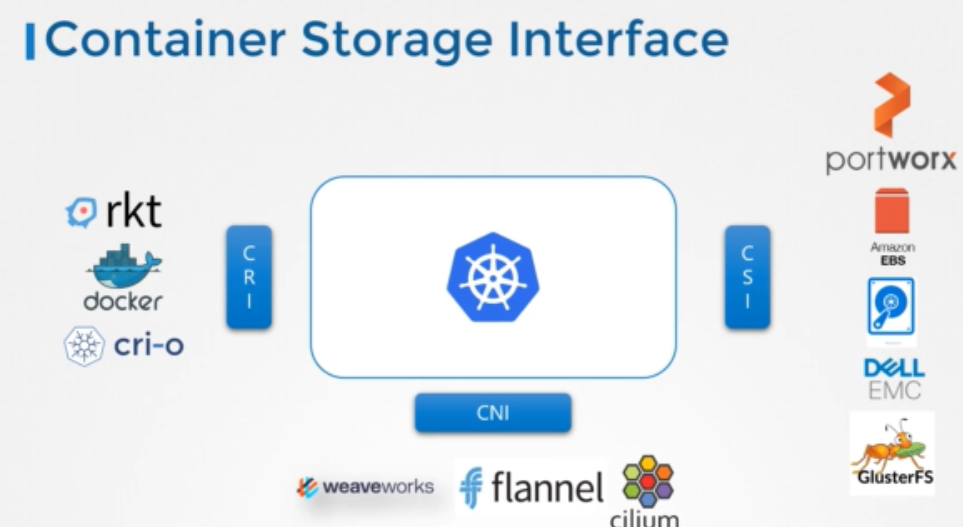 Container Storage Interface
portworx
rkt
docker
cri-o
C
R
I
C
S
I
Amazon
EBS
DELL
EMC
GlusterFS
CNI
weaveworks
flannel
cilium